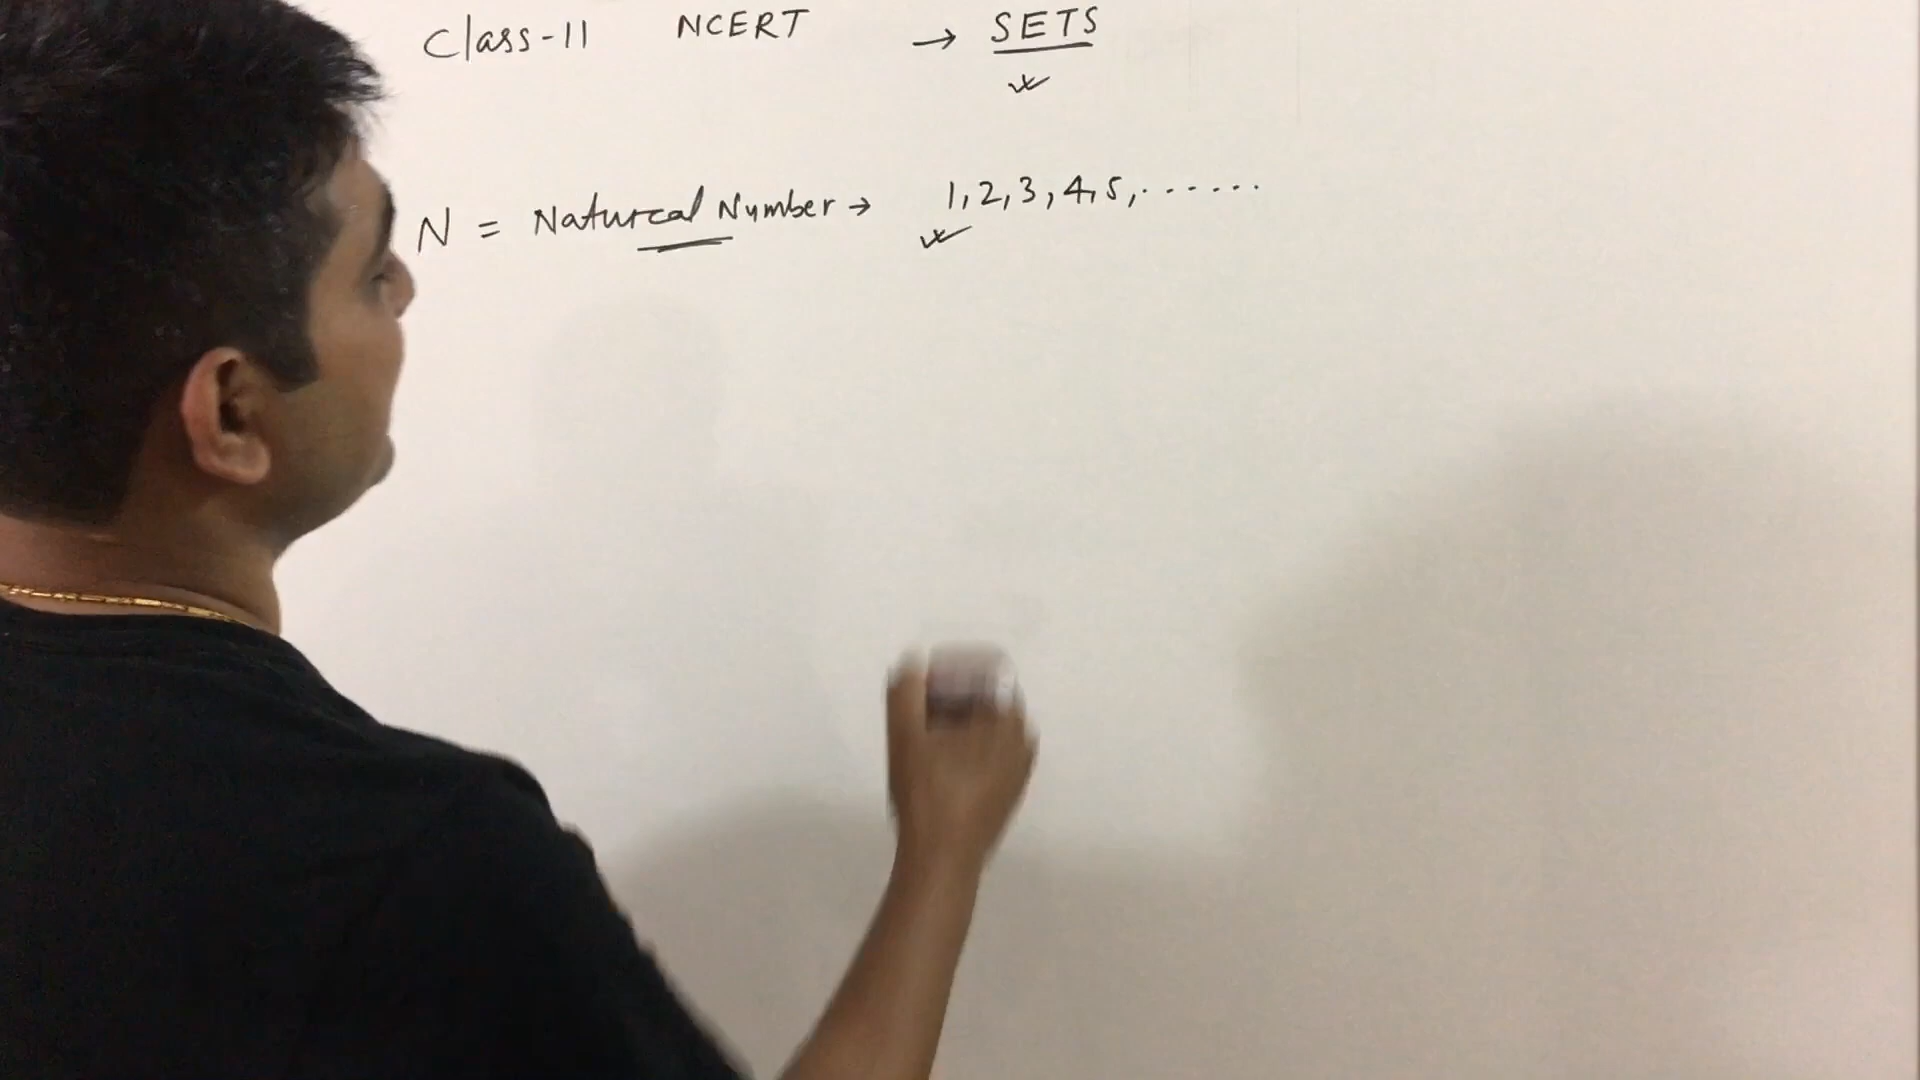 Class-11 NCERT → SETS
N = Natural Number → 1,2,3,4,5,.......